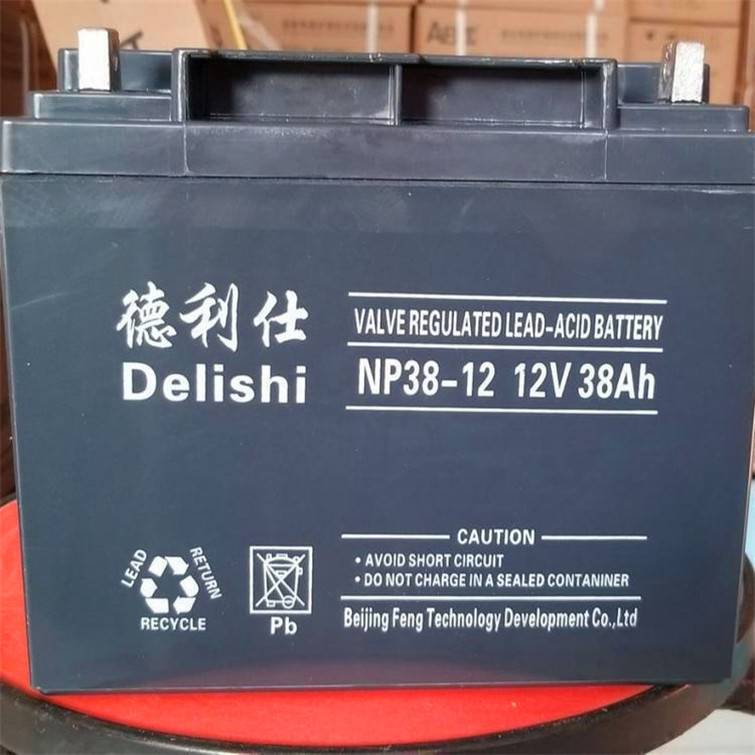 德利仕
Delishi
VALVE REGULATED LEAD-ACID BATTERY
NP38-12 12V 38Ah
LEAD
RETURN
RECYCLE
Pb
CAUTION
• AVOID SHORT CIRCUIT
• DO NOT CHARGE IN A SEALED CONTANINER
Beijing Feng Technology Development Co.,Ltd